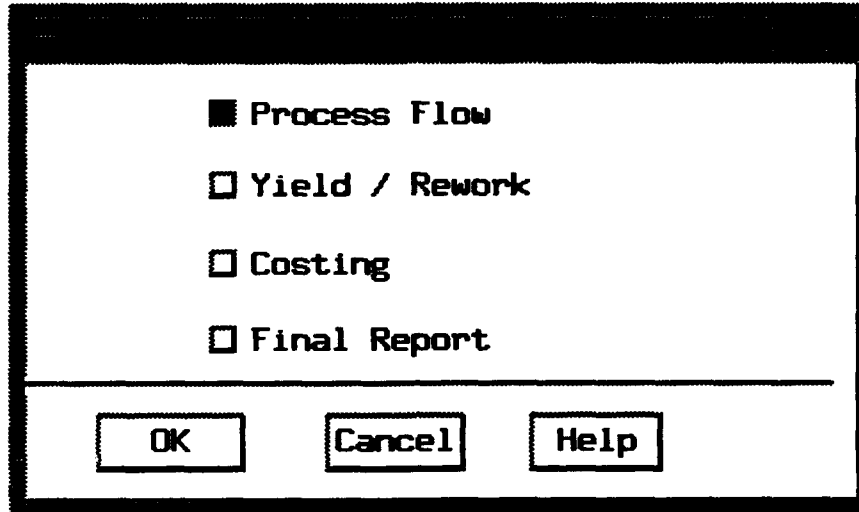 Process Flow
Yield / Rework
Costing
Final Report
OK Cancel Help